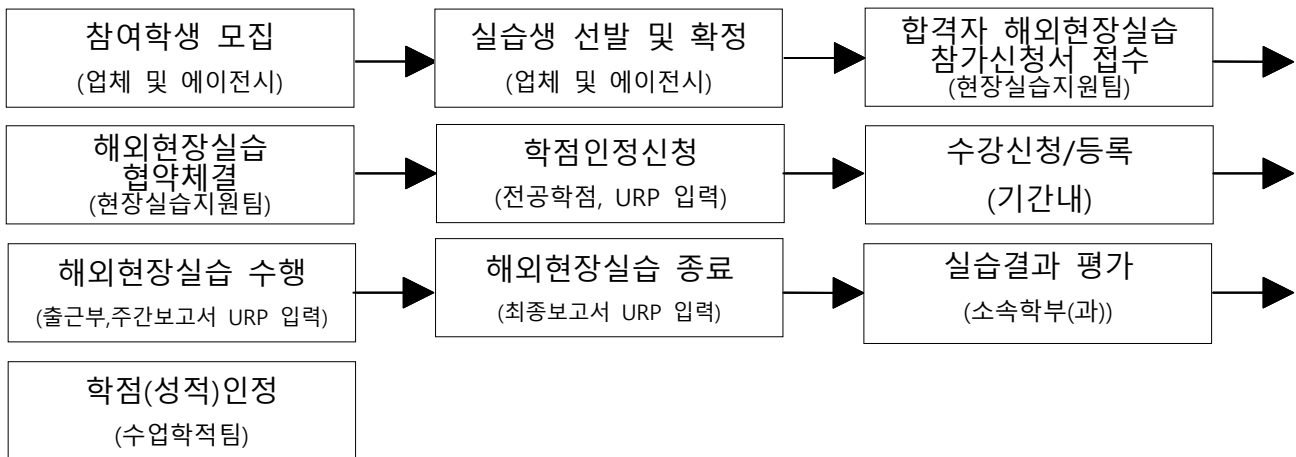 참여학생 모집
(업체 및 에이전시)
실습생 선발 및 확정
(업체 및 에이전시)
합격자 해외현장실습
참가신청서 접수
(현장실습지원팀)
해외현장실습
협약체결
(현장실습지원팀)
학점인정신청
(전공학점, URP 입력)
수강신청/등록
(기간내)
해외현장실습 수행
(출근부,주간보고서 URP 입력)
해외현장실습 종료
(최종보고서 URP 입력)
실습결과 평가
(소속학부(과))
학점(성적)인정
(수업학적팀)